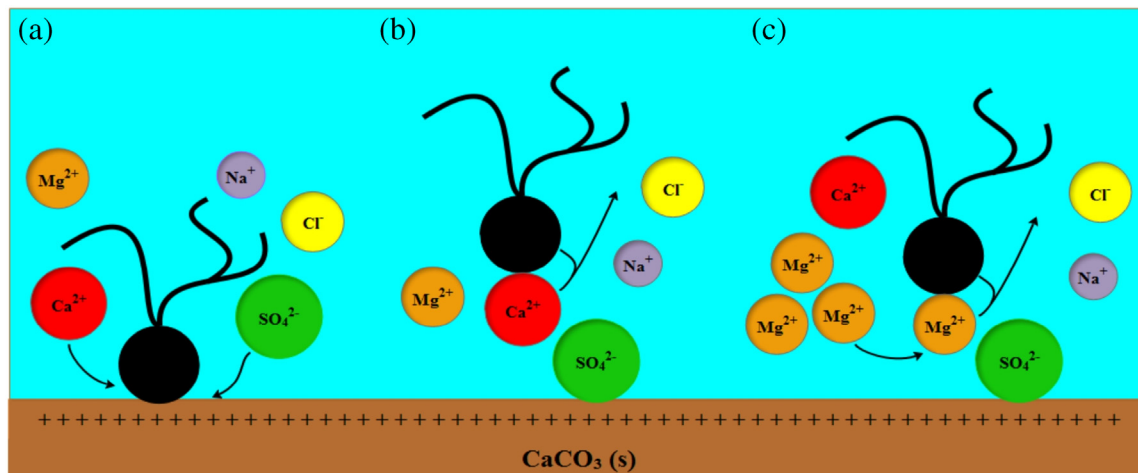 (a)
Mg²⁺
Na⁺
Cl⁻
Ca²⁺
SO₄²⁻
(b)
Cl⁻
Na⁺
Mg²⁺
Ca²⁺
SO₄²⁻
(c)
Ca²⁺
Cl⁻
Mg²⁺
Na⁺
Mg²⁺
Mg²⁺
Mg²⁺
SO₄²⁻
+ + + + + + + + + + + + + + + + + + + + + + + + + + + + + + + + + + + + + + + + + + + + + + + + + + + + + + + + + + + + + + + + + + +
CaCO₃ (s)